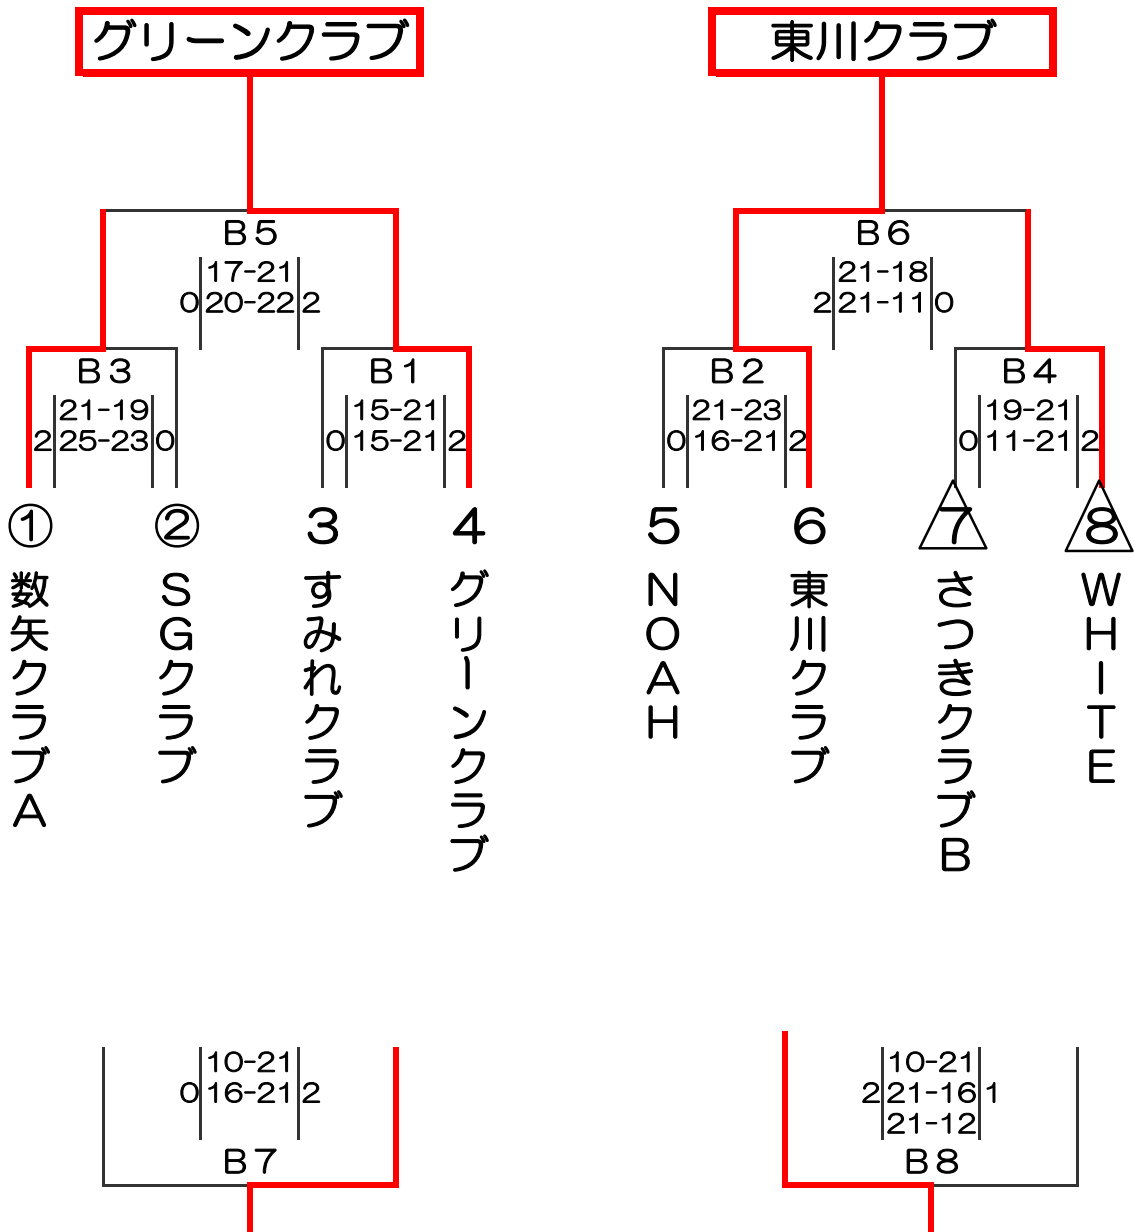 グリーンクラブ
東川クラブ
B5
17-21
0 20-22 2
B6
21-18
2 21-11 0
B3
21-19
2 25-23 0
B1
15-21
0 15-21 2
B2
21-23
0 16-21 2
B4
19-21
0 11-21 2
① ② 3 4 5 6 7 8
数矢クラブA
SGクラブ
すみれクラブ
グリーンクラブ
NOAH
東川クラブ
さつきクラブB
WHITE
10-21
0 16-21 2
B7
10-21
2 21-16 1
21-12
B8